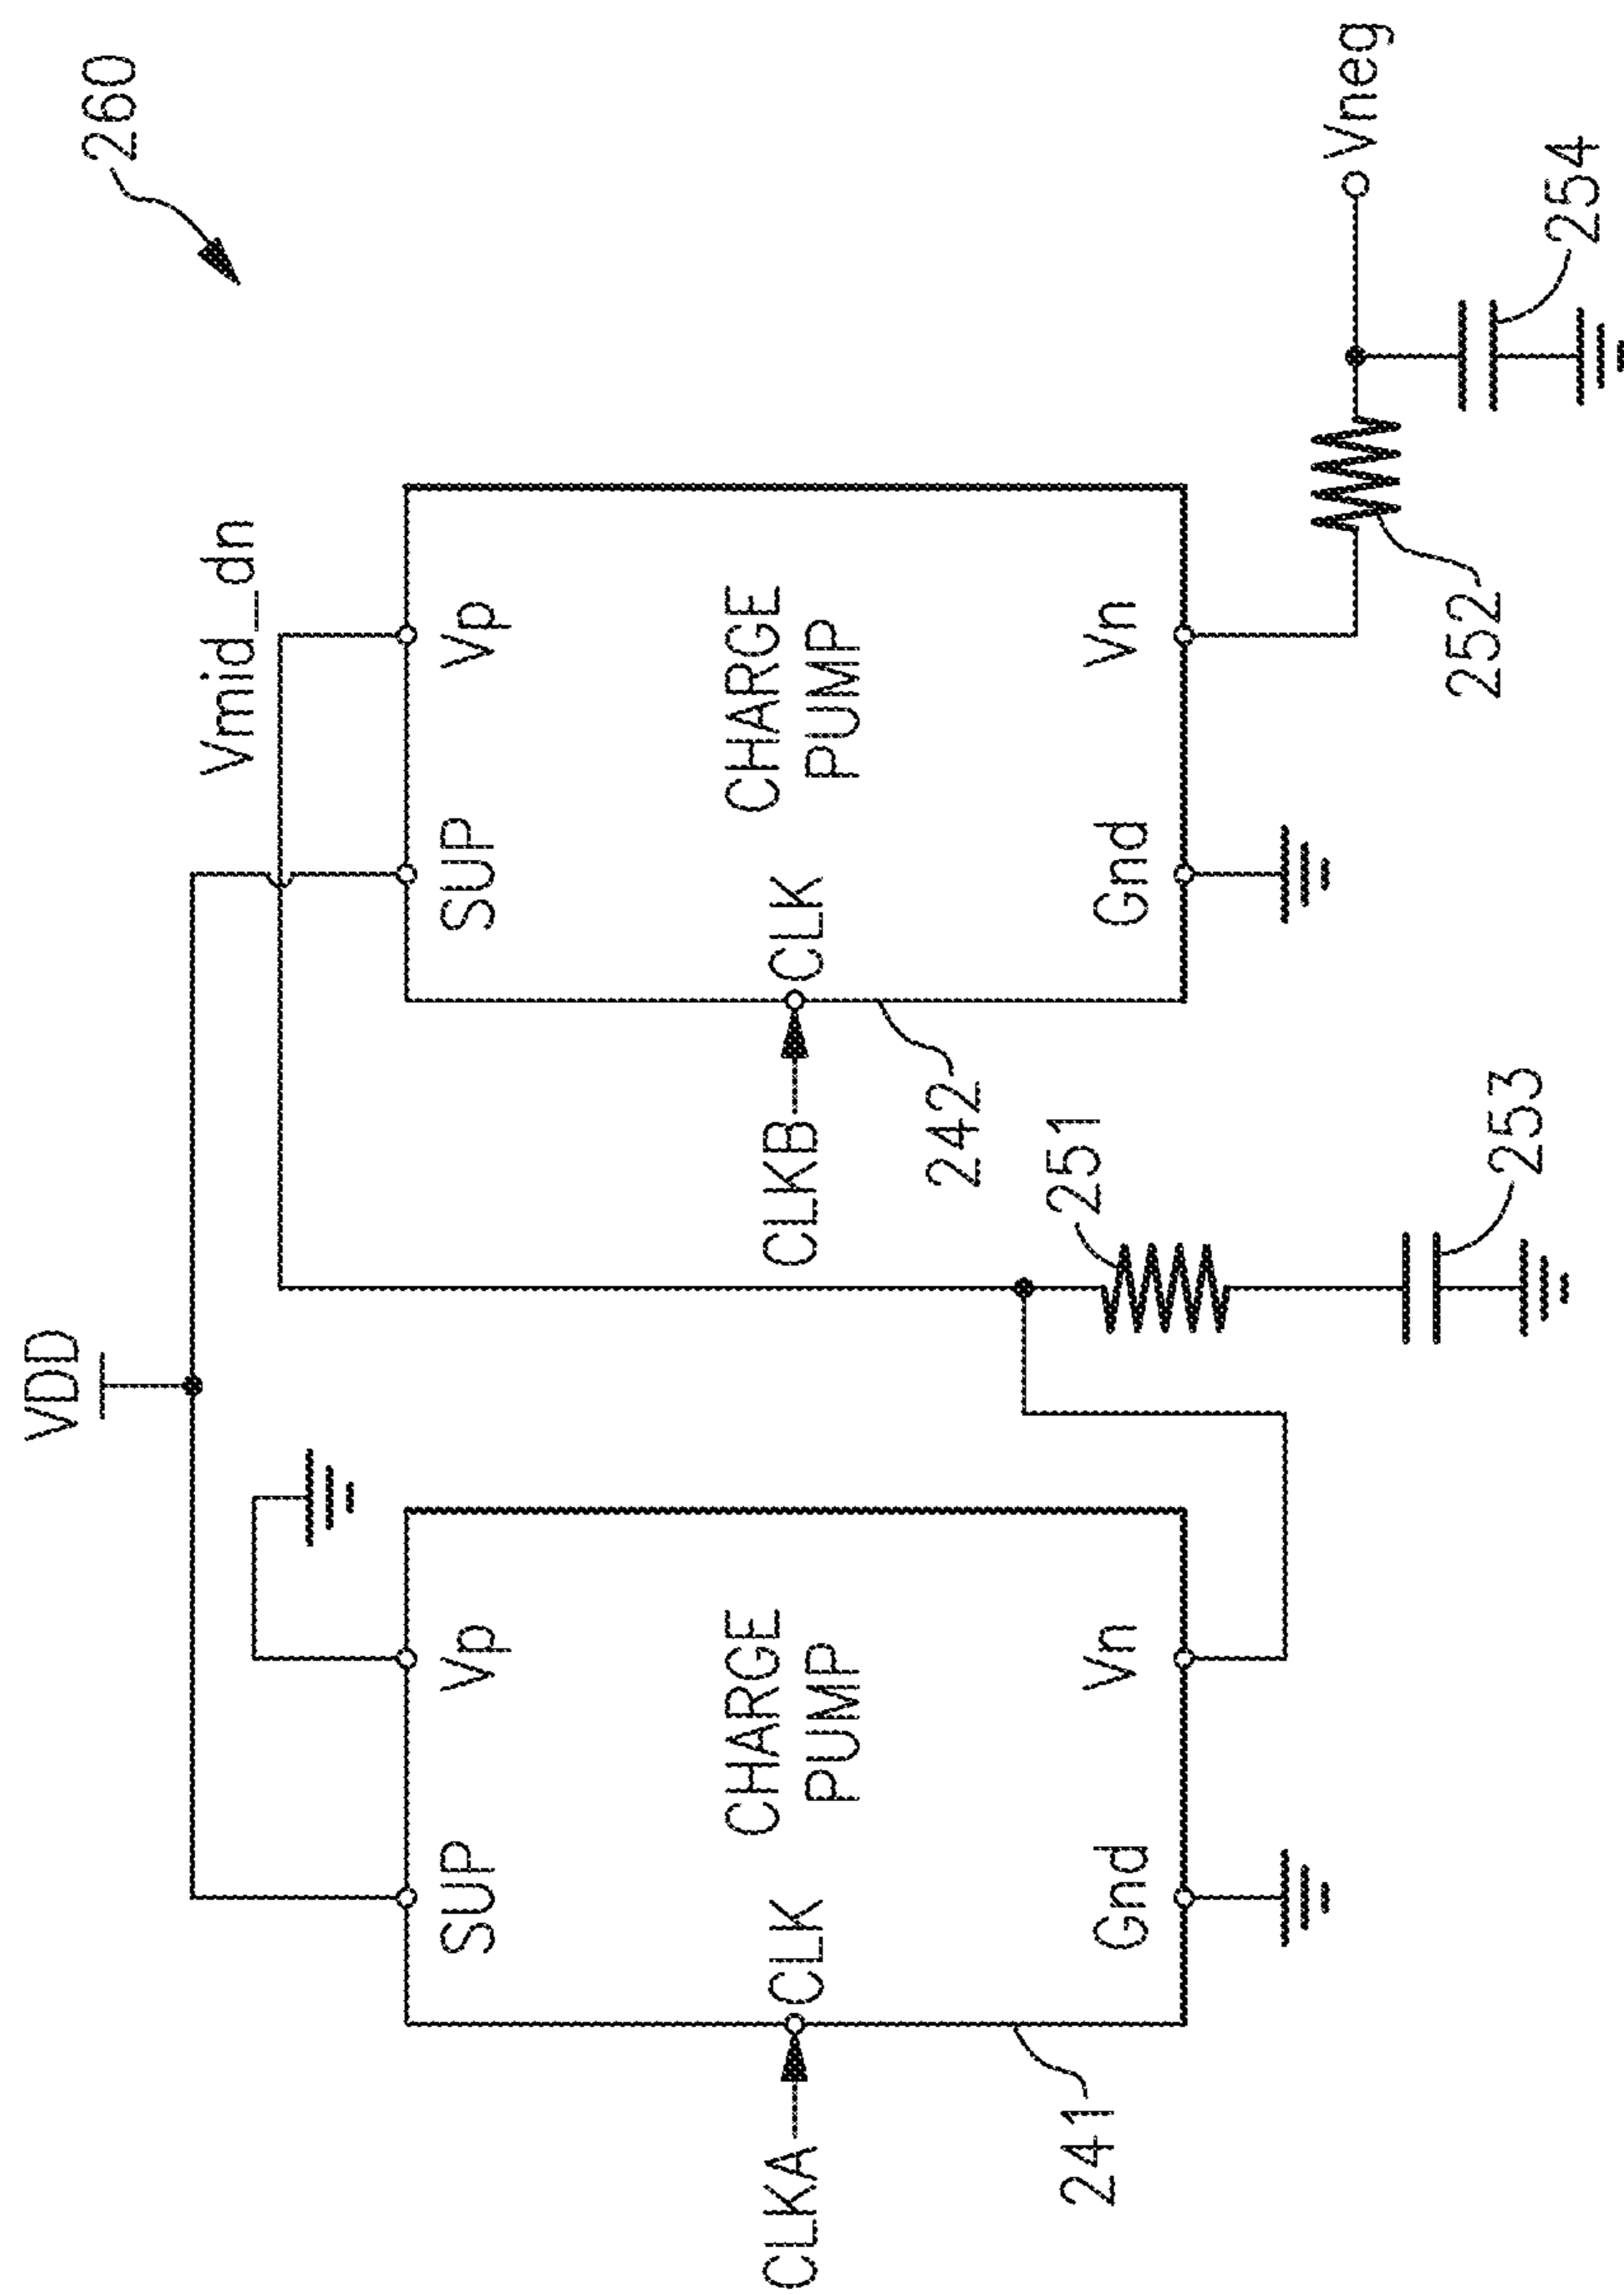 260
VDD
Vmid_dn
SUP
Vp
SUP
Vp
CLKA
CLK
CHARGE
PUMP
CLKB
CLK
CHARGE
PUMP
241
Gnd
Vn
242
Gnd
Vn
251
Vneg
252
253
254